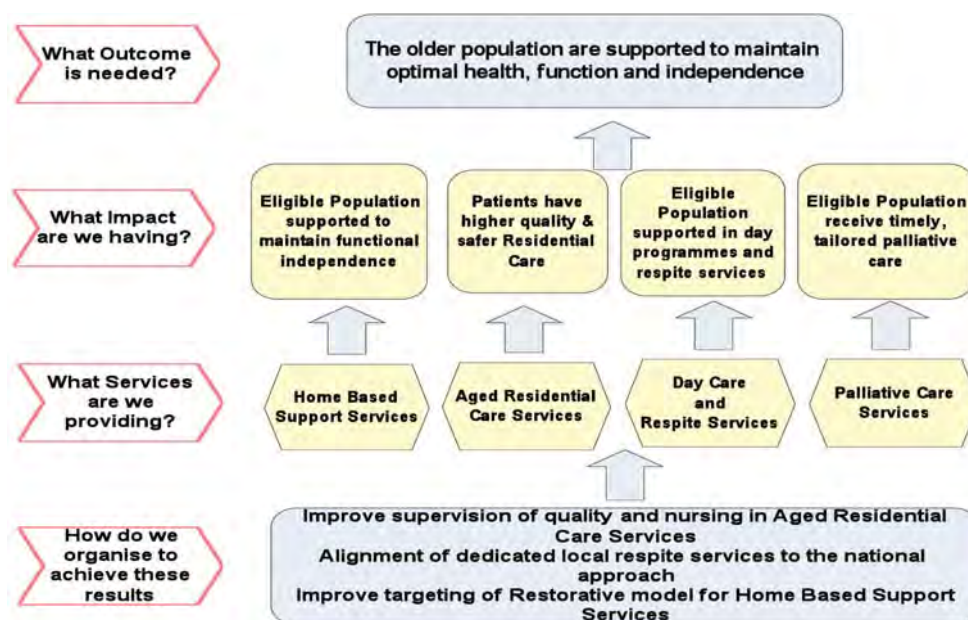 What Outcome
is needed?
The older population are supported to maintain
optimal health, function and independence
What Impact
are we having?
Eligible Population
supported to
maintain functional
independence
Patients have
higher quality &
safer Residential
Care
Eligible
Population
supported in day
programmes and
respite services
Eligible Population
receive timely,
tailored palliative
care
What Services
are we
providing?
Home Based
Support Services
Aged Residential
Care Services
Day Care
and
Respite Services
Palliative Care
Services
How do we
organise to
achieve these
results
Improve supervision of quality and nursing in Aged Residential
Care Services
Alignment of dedicated local respite services to the national
approach
Improve targeting of Restorative model for Home Based Support
Services